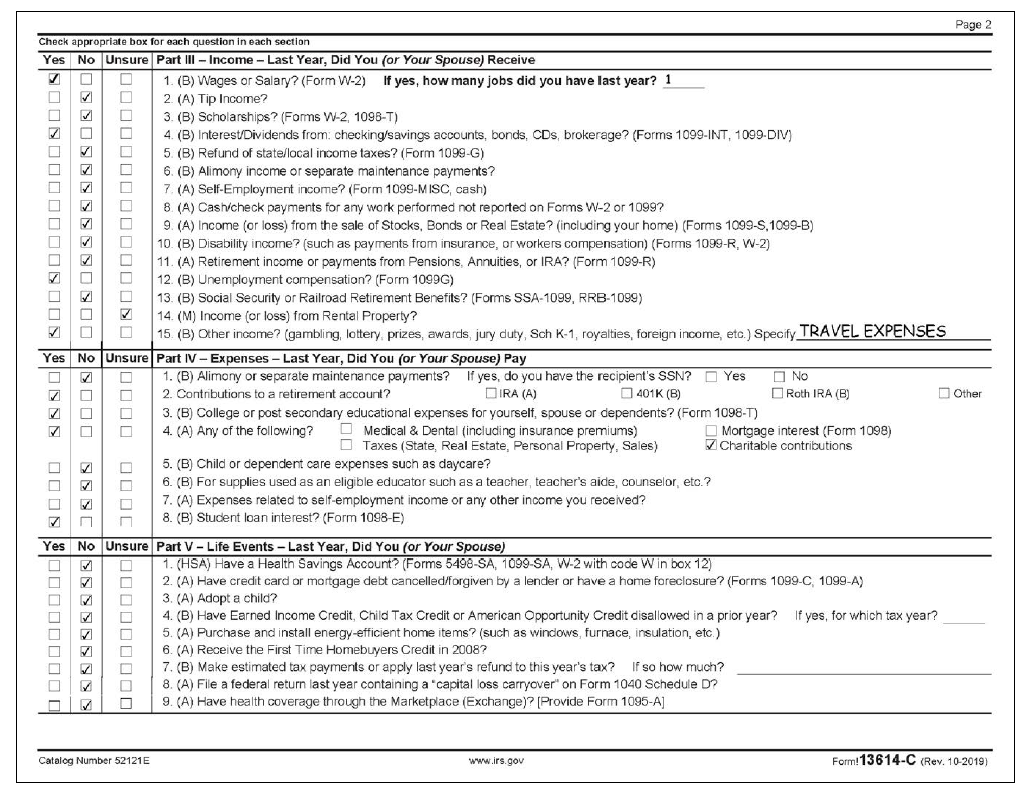 Page 2
Check appropriate box for each question in each section
Yes No Unsure Part III – Income – Last Year, Did You (or Your Spouse) Receive
1. (B) Wages or Salary? (Form W-2) If yes, how many jobs did you have last year? 1
2. (A) Tip Income?
3. (B) Scholarships? (Forms W-2, 1098-T)
4. (B) Interest/Dividends from: checking/savings accounts, bonds, CDs, brokerage? (Forms 1099-INT, 1099-DIV)
5. (B) Refund of state/local income taxes? (Form 1099-G)
6. (B) Alimony income or separate maintenance payments?
7. (A) Self-Employment income? (Form 1099-MISC, cash)
8. (A) Cash/check payments for any work performed not reported on Forms W-2 or 1099?
9. (A) Income (or loss) from the sale of Stocks, Bonds or Real Estate? (including your home) (Forms 1099-S,1099-B)
10. (B) Disability income? (such as payments from insurance, or workers compensation) (Forms 1099-R, W-2)
11. (A) Retirement income or payments from Pensions, Annuities, or IRA? (Form 1099-R)
12. (B) Unemployment compensation? (Form 1099G)
13. (B) Social Security or Railroad Retirement Benefits? (Forms SSA-1099, RRB-1099)
14. (M) Income (or loss) from Rental Property?
15. (B) Other income? (gambling, lottery, prizes, awards, jury duty, Sch K-1, royalties, foreign income, etc.) Specify TRAVEL EXPENSES
Yes No Unsure Part IV – Expenses – Last Year, Did You (or Your Spouse) Pay
1. (B) Alimony or separate maintenance payments? If yes, do you have the recipient's SSN? Yes No
2. Contributions to a retirement account? IRA (A) 401K (B) Roth IRA (B) Other
3. (B) College or post secondary educational expenses for yourself, spouse or dependents? (Form 1098-T)
4. (A) Any of the following? Medical & Dental (including insurance premiums) Mortgage interest (Form 1098)
Taxes (State, Real Estate, Personal Property, Sales) Charitable contributions
5. (B) Child or dependent care expenses such as daycare?
6. (B) For supplies used as an eligible educator such as a teacher, teacher's aide, counselor, etc.?
7. (A) Expenses related to self-employment income or any other income you received?
8. (B) Student loan interest? (Form 1098-E)
Yes No Unsure Part V – Life Events – Last Year, Did You (or Your Spouse)
1. (HSA) Have a Health Savings Account? (Forms 5498-SA, 1099-SA, W-2 with code W in box 12)
2. (A) Have credit card or mortgage debt cancelled/forgiven by a lender or have a home foreclosure? (Forms 1099-C, 1099-A)
3. (A) Adopt a child?
4. (B) Have Earned Income Credit, Child Tax Credit or American Opportunity Credit disallowed in a prior year? If yes, for which tax year?
5. (A) Purchase and install energy-efficient home items? (such as windows, furnace, insulation, etc.)
6. (A) Receive the First Time Homebuyers Credit in 2008?
7. (B) Make estimated tax payments or apply last year's refund to this year's tax? If so how much?
8. (A) File a federal return last year containing a "capital loss carryover" on Form 1040 Schedule D?
9. (A) Have health coverage through the Marketplace (Exchange)? [Provide Form 1095-A]
Catalog Number 52121E www.irs.gov Form! 13614-C (Rev. 10-2019)